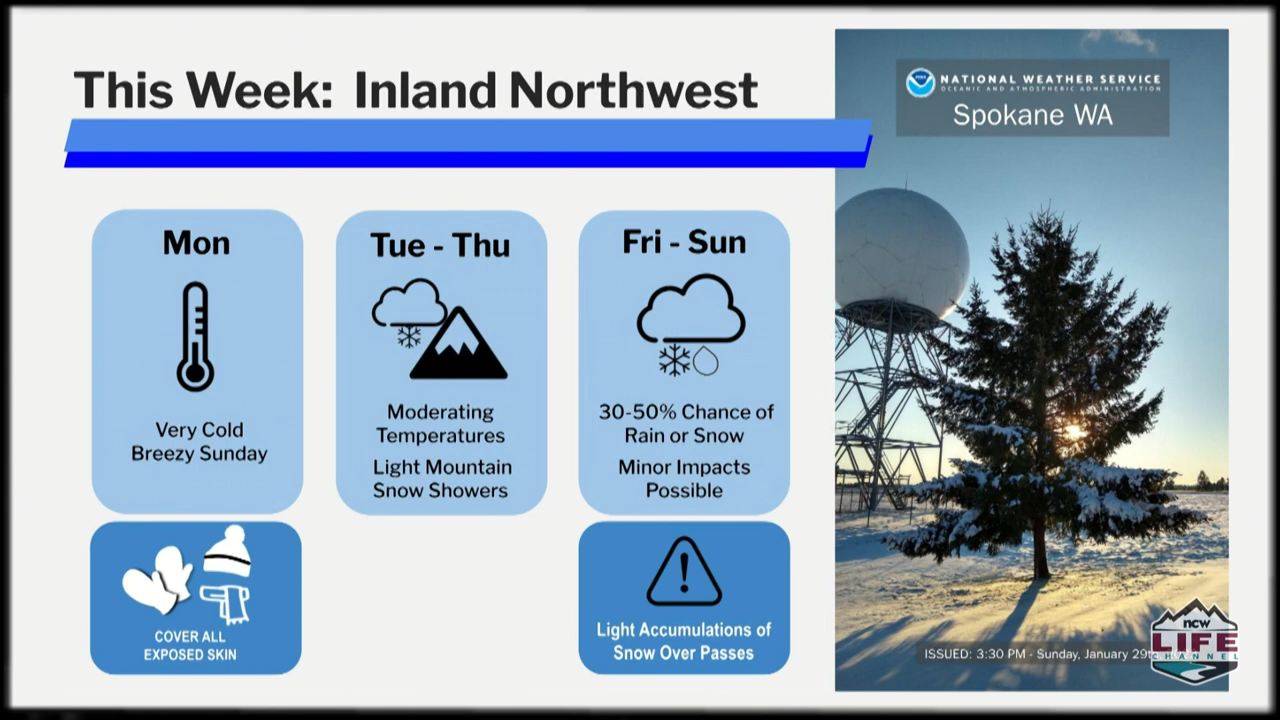 This Week: Inland Northwest
NATIONAL WEATHER SERVICE
OCEANIC AND ATMOSPHERIC ADMINISTRATION
Spokane WA
Mon
Very Cold
Breezy Sunday
COVER ALL
EXPOSED SKIN
Tue - Thu
Moderating
Temperatures
Light Mountain
Snow Showers
Fri - Sun
30-50% Chance of
Rain or Snow
Minor Impacts
Possible
Light Accumulations of
Snow Over Passes
ISSUED: 3:30 PM - Sunday, January 29
ncw
LIFE
CHANNEL